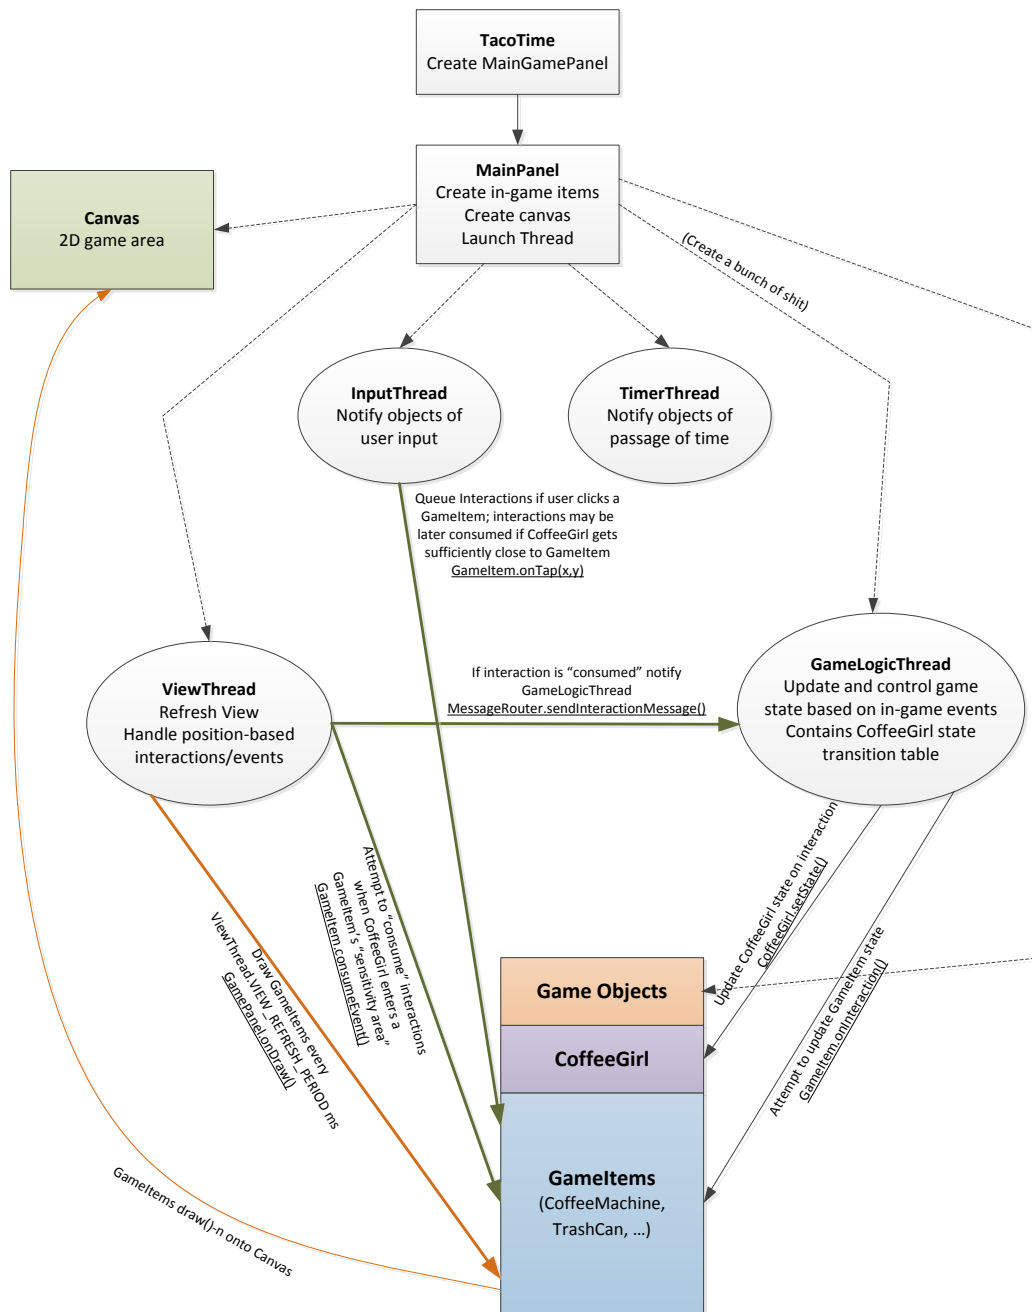 TacoTime
Create MainGamePanel
MainPanel
Create in-game items
Create canvas
Launch Thread
Canvas
2D game area
(Create a bunch of shit)
InputThread
Notify objects of
user input
TimerThread
Notify objects of
passage of time
Queue Interactions if user clicks a
GameItem; interactions may be
later consumed if CoffeeGirl gets
sufficiently close to GameItem
GameItem.onTap(x,y)
ViewThread
Refresh View
Handle position-based
interactions/events
If interaction is “consumed” notify
GameLogicThread
MessageRouter.sendInteractionMessage()
GameLogicThread
Update and control game
state based on in-game events
Contains CoffeeGirl state
transition table
Attempt to “consume” interactions
when CoffeeGirl enters a
GameItem’s “sensitivity area”
GameItem.consumeEvent()
Draw GameItems every
ViewThread.VIEW_REFRESH_PERIOD ms
GamePanel.onDraw()
Update CoffeeGirl state on interaction
CoffeeGirl.setState()
Attempt to update GameItem state
GameItem.onInteraction()
Game Objects
CoffeeGirl
GameItems
(CoffeeMachine,
TrashCan, …)
GameItems draw()-n onto Canvas